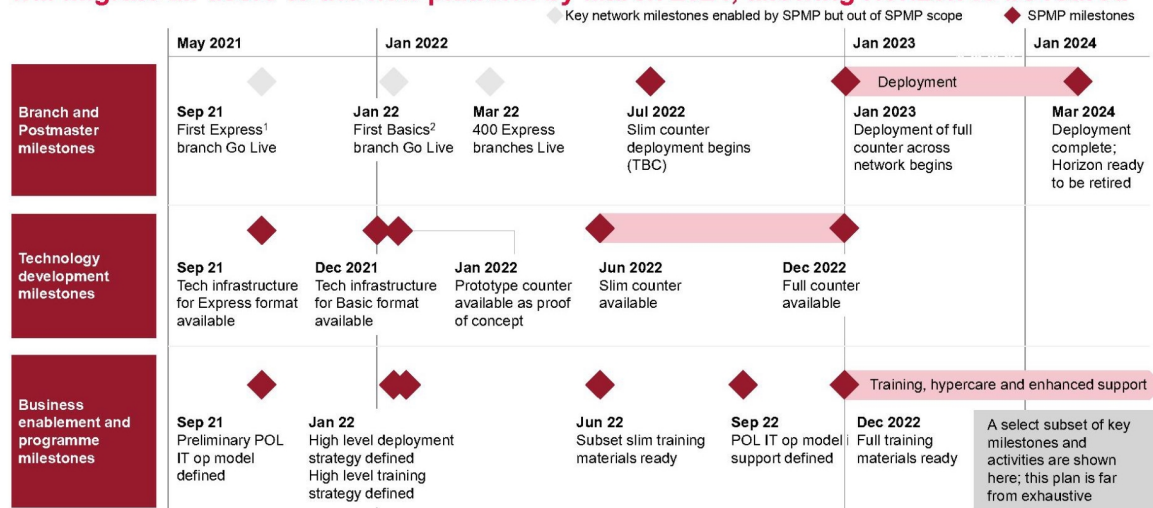 Key network milestones enabled by SPMP but out of SPMP scope
SPMP milestones
May 2021
Jan 2022
Jan 2023
Jan 2024
Branch and
Postmaster
milestones
Deployment
Sep 21
First Express¹
branch Go Live
Jan 22
First Basics²
branch Go Live
Mar 22
400 Express
branches Live
Jul 2022
Slim counter
deployment begins
(TBC)
Jan 2023
Deployment of full
counter across
network begins
Mar 2024
Deployment
complete;
Horizon ready
to be retired
Technology
development
milestones
Sep 21
Tech infrastructure
for Express format
available
Dec 2021
Tech infrastructure
for Basic format
available
Jan 2022
Prototype counter
available as proof
of concept
Jun 2022
Slim counter
available
Dec 2022
Full counter
available
Business
enablement and
programme
milestones
Training, hypercare and enhanced support
Sep 21
Preliminary POL
IT op model
defined
Jan 22
High level deployment
strategy defined
High level training
strategy defined
Jun 22
Subset slim training
materials ready
Sep 22
POL IT op model
support defined
Dec 2022
Full training
materials ready
A select subset of key
milestones and
activities are shown
here; this plan is far
from exhaustive